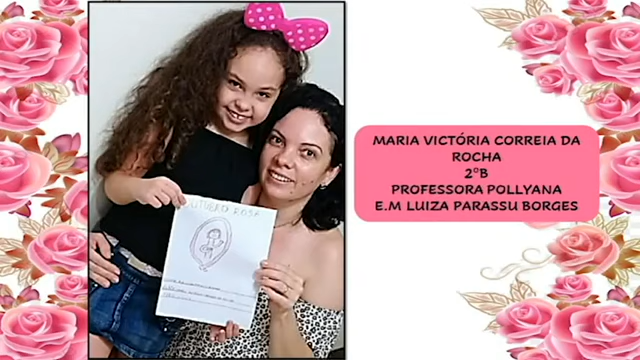 MARIA VICTÓRIA CORREIA DA
ROCHA
2°B
PROFESSORA POLLYANA
E.M LUIZA PARASSU BORGES
OUTUBRO ROSA